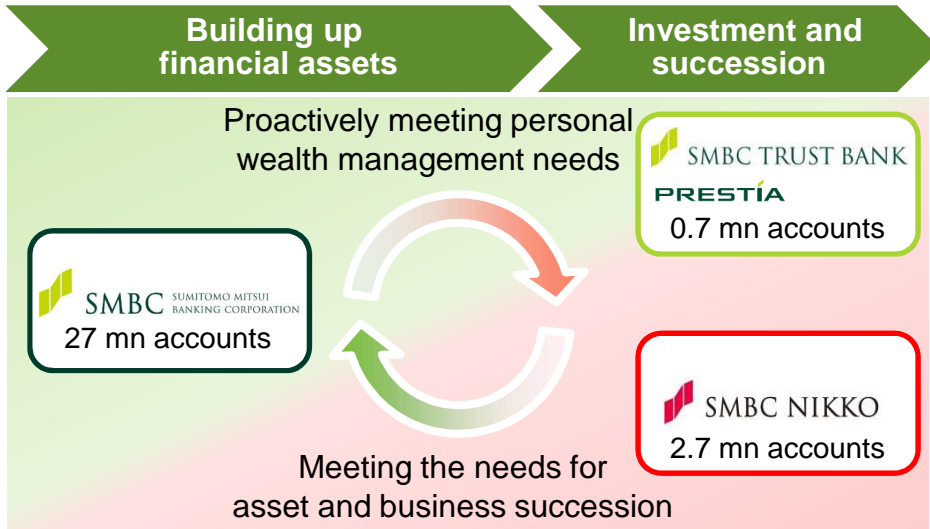 Building up
financial assets
Investment and
succession
Proactively meeting personal
wealth management needs
SMBC TRUST BANK
PRESTÍA
0.7 mn accounts
SMBC SUMITOMO MITSUI
BANKING CORPORATION
27 mn accounts
SMBC NIKKO
2.7 mn accounts
Meeting the needs for
asset and business succession